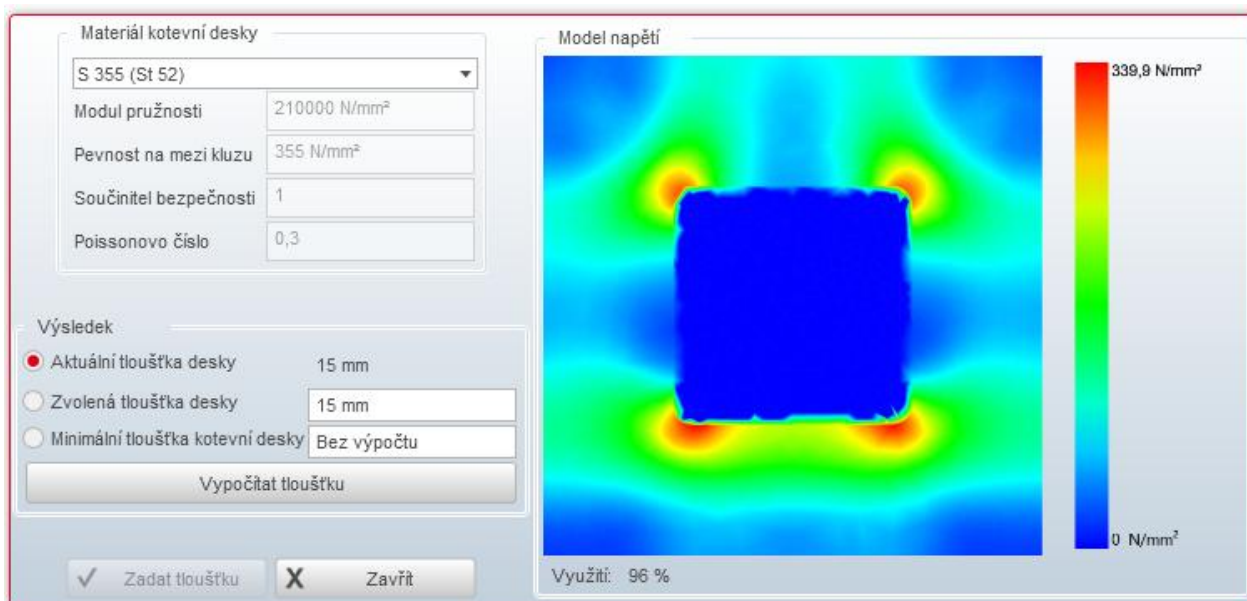 Materiál kotevní desky
S 355 (St 52)
Modul pružnosti 210000 N/mm²
Pevnost na mezi kluzu 355 N/mm²
Součinitel bezpečnosti 1
Poissonovo číslo 0,3
Výsledek
Aktuální tloušťka desky 15 mm
Zvolená tloušťka desky 15 mm
Minimální tloušťka kotevní desky Bez výpočtu
Vypočítat tloušťku
Zadat tloušťku Zavřít
Model napětí
339,9 N/mm²
0 N/mm²
Využití: 96 %